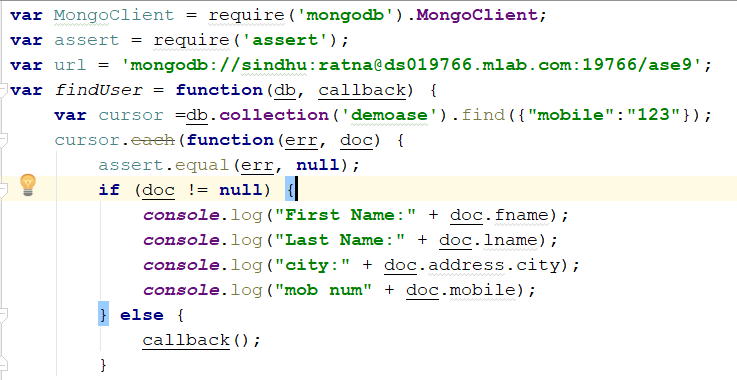 var MongoClient = require('mongodb').MongoClient;
var assert = require('assert');
var url = 'mongodb://sindhu:ratna@ds019766.mlab.com:19766/ase9';
var findUser = function(db, callback) {
    var cursor =db.collection('demoase').find({"mobile":"123"});
    cursor.each(function(err, doc) {
        assert.equal(err, null);
        if (doc != null) {
            console.log("First Name:" + doc.fname);
            console.log("Last Name:" + doc.lname);
            console.log("city:" + doc.address.city);
            console.log("mob num" + doc.mobile);
        } else {
            callback();
        }